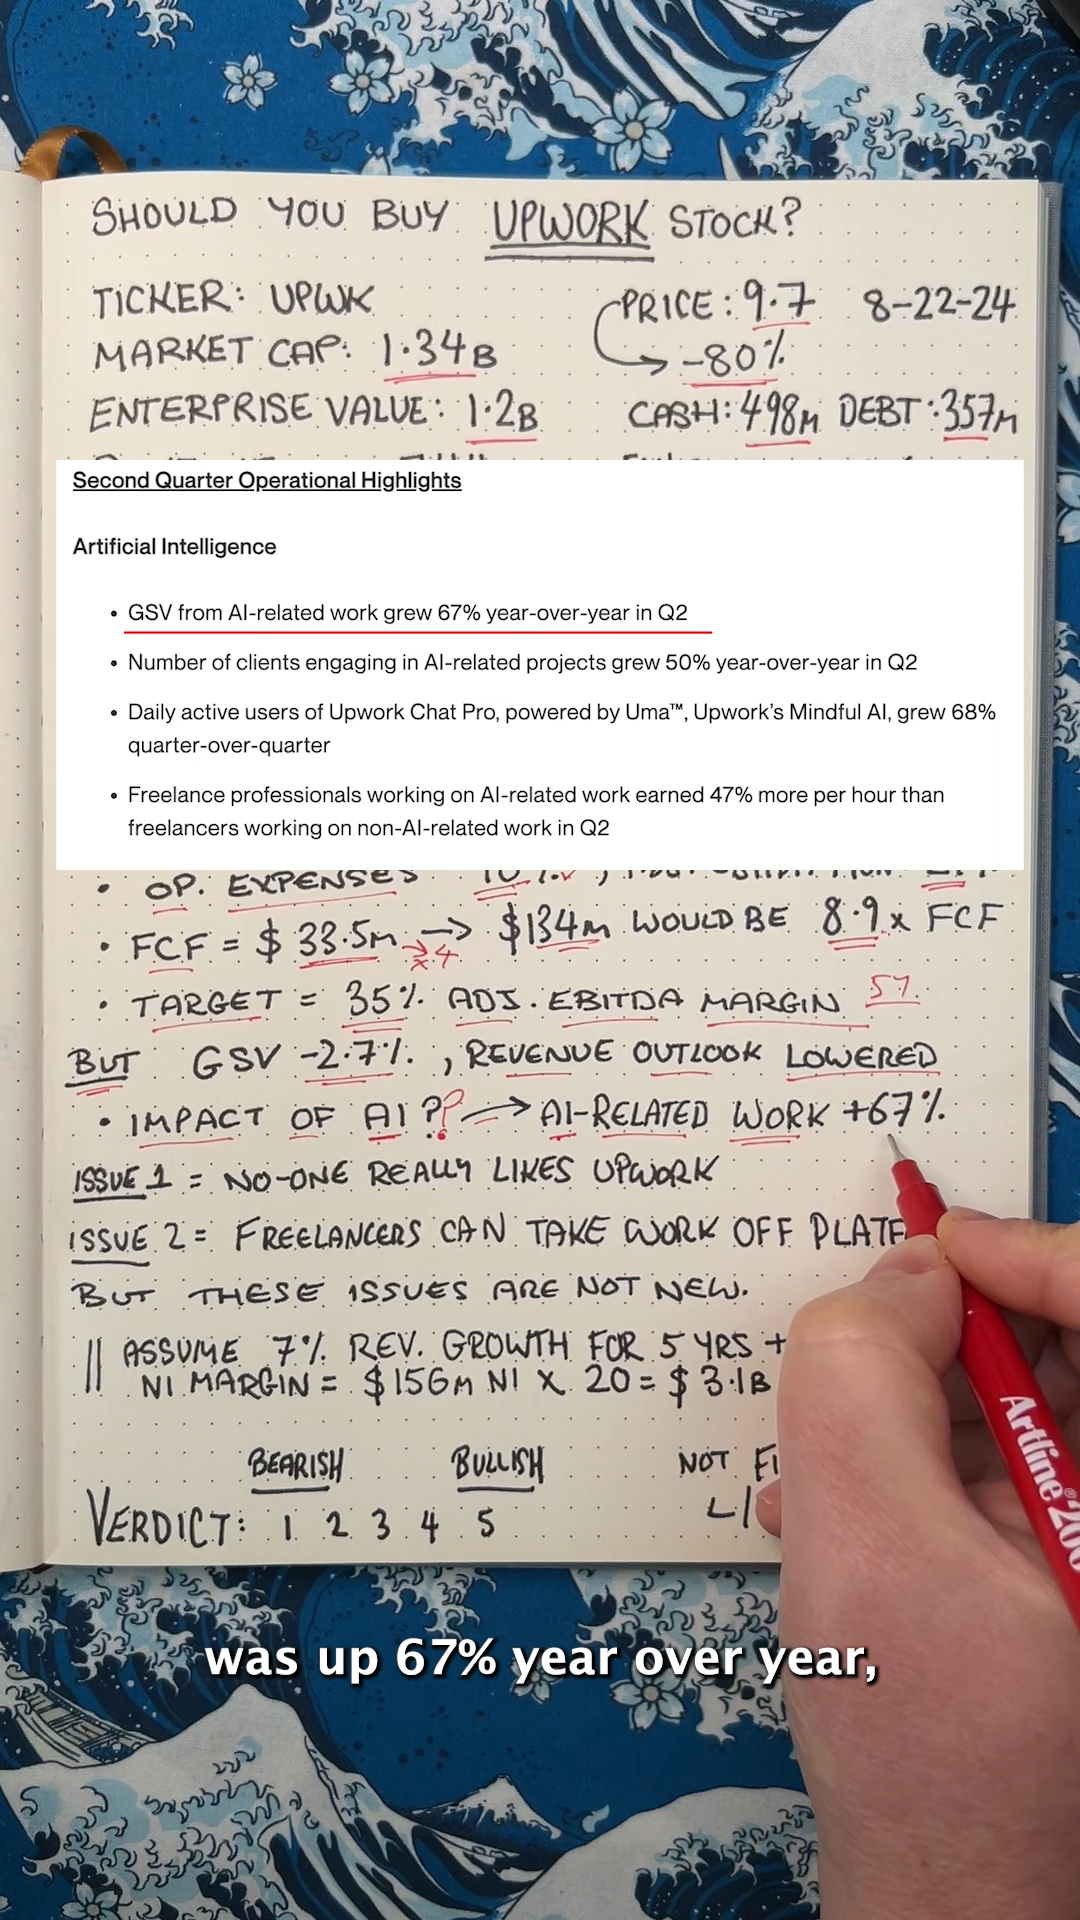 SHOULD YOU BUY UPWORK STOCK?
TICKER: UPWK
PRICE: 9.7 8-22-24
MARKET CAP: 1.34B
-80%
ENTERPRISE VALUE: 1.2B
CASH: 498M DEBT: 357M
Second Quarter Operational Highlights
Artificial Intelligence
• GSV from AI-related work grew 67% year-over-year in Q2
• Number of clients engaging in AI-related projects grew 50% year-over-year in Q2
• Daily active users of Upwork Chat Pro, powered by Uma™, Upwork's Mindful AI, grew 68%
quarter-over-quarter
• Freelance professionals working on AI-related work earned 47% more per hour than
freelancers working on non-AI-related work in Q2
• OP. EXPENSES
• FCF = $33.5M → $134M WOULD BE 8.9x FCF
x4
• TARGET = 35% ADJ. EBITDA MARGIN
BUT GSV -2.7%, REVENUE OUTLOOK LOWERED
• IMPACT OF AI?? → AI-RELATED WORK +67%
ISSUE 1 = NO-ONE REALLY LIKES UPWORK
ISSUE 2 = FREELANCERS CAN TAKE WORK OFF PLATF
BUT THESE ISSUES ARE NOT NEW.
|| ASSUME 7% REV. GROWTH FOR 5 YRS +
NI MARGIN = $156M NI X 20 = $3.1B
BEARISH BULLISH NOT FI
VERDICT: 1 2 3 4 5
Artline 200
was up 67% year over year,